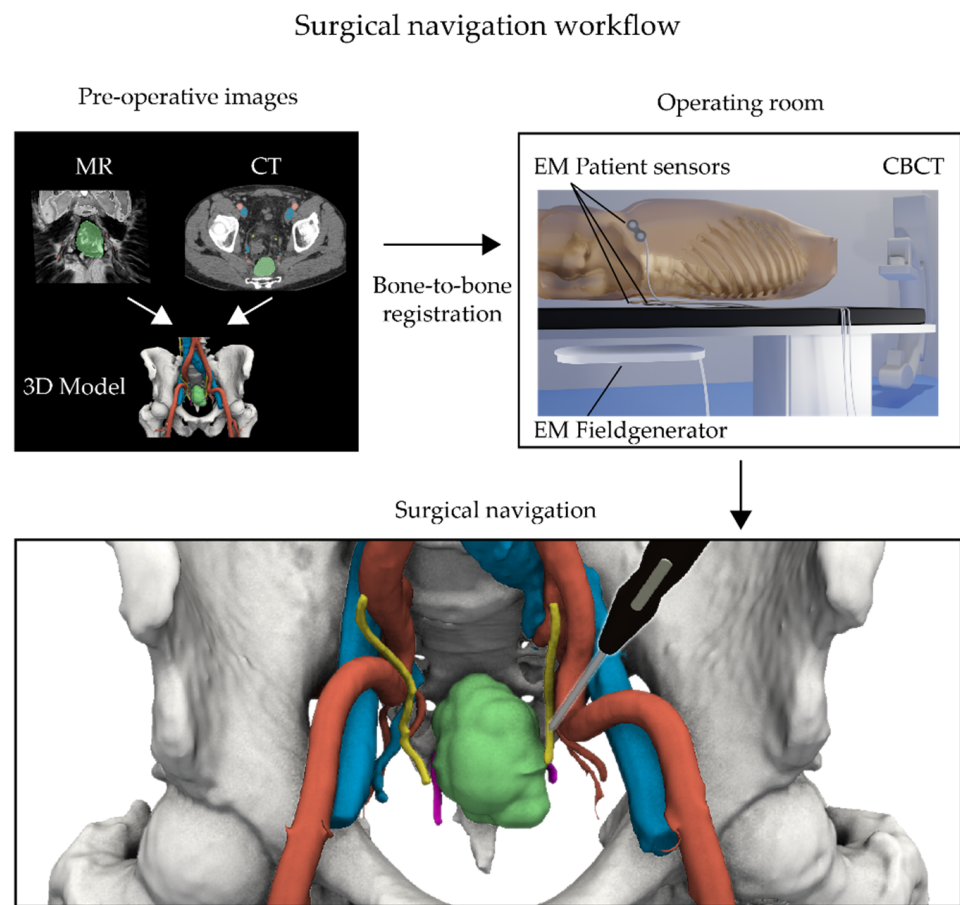 Surgical navigation workflow
Pre-operative images
MR
CT
3D Model
Bone-to-bone
registration
Operating room
EM Patient sensors
CBCT
EM Fieldgenerator
Surgical navigation